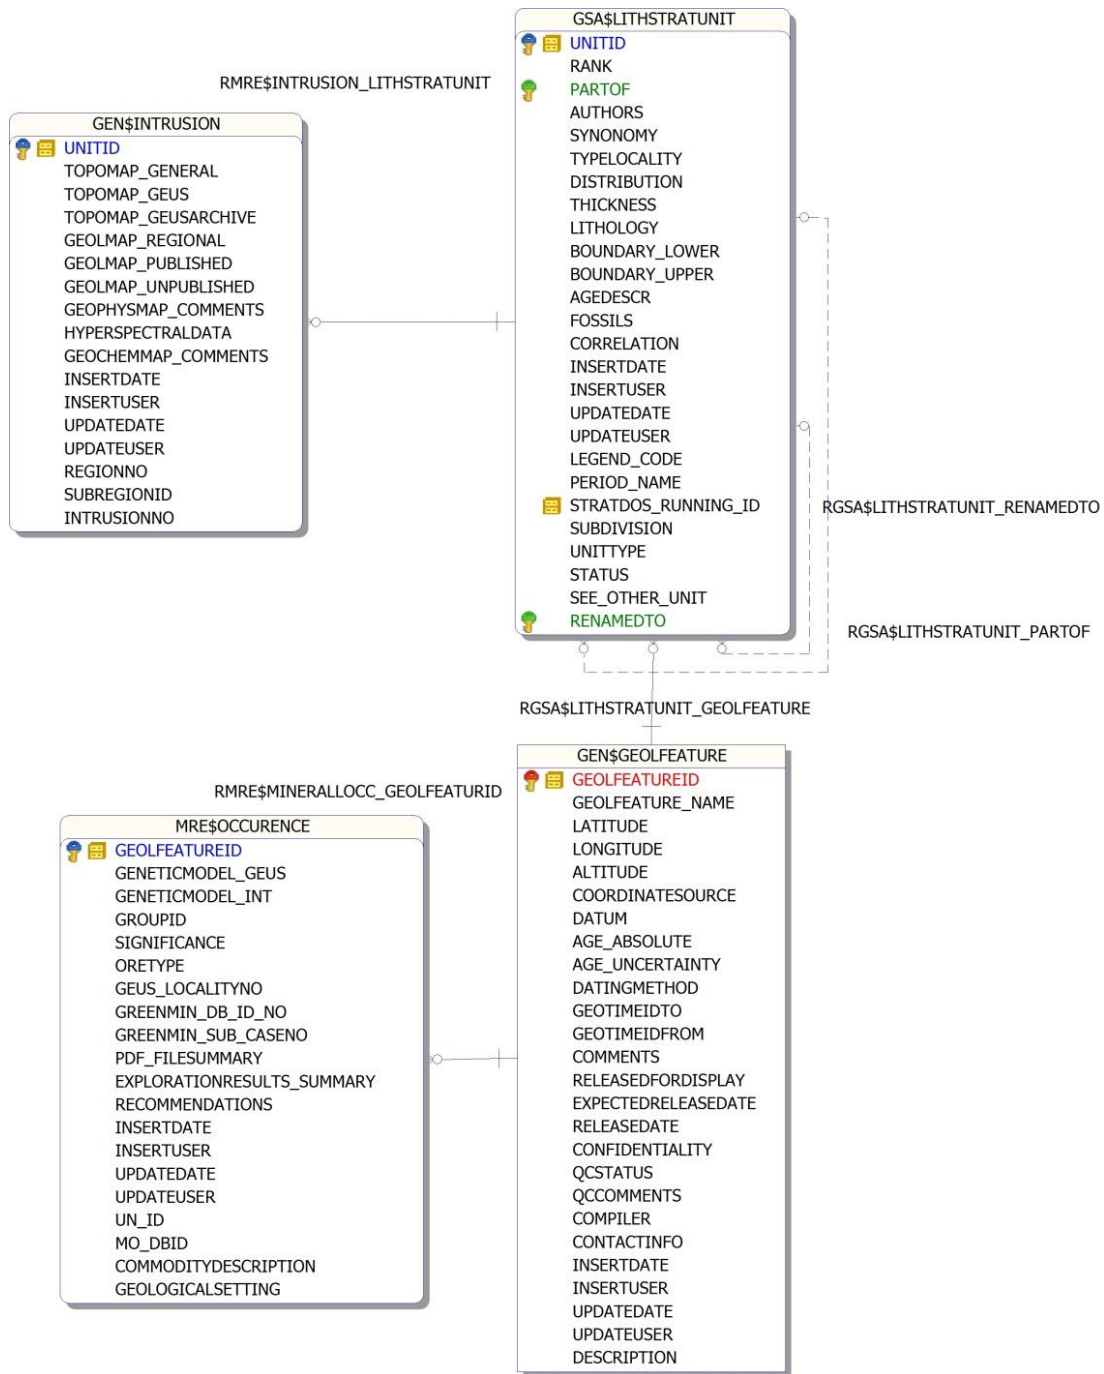 GSA$LITHSTRATUNIT
UNITID
RANK
PARTOF
AUTHORS
SYNONOMY
TYPELOCALITY
DISTRIBUTION
THICKNESS
LITHOLOGY
BOUNDARY_LOWER
BOUNDARY_UPPER
AGEDESCR
FOSSILS
CORRELATION
INSERTDATE
INSERTUSER
UPDATEDATE
UPDATEUSER
LEGEND_CODE
PERIOD_NAME
STRATDOS_RUNNING_ID
SUBDIVISION
UNITTYPE
STATUS
SEE_OTHER_UNIT
RENAMEDTO
RMRE$INTRUSION_LITHSTRATUNIT
GEN$INTRUSION
UNITID
TOPOMAP_GENERAL
TOPOMAP_GEUS
TOPOMAP_GEUSARCHIVE
GEOLMAP_REGIONAL
GEOLMAP_PUBLISHED
GEOLMAP_UNPUBLISHED
GEOPHYSMAP_COMMENTS
HYPERSPECTRALDATA
GEOCHEMMAP_COMMENTS
INSERTDATE
INSERTUSER
UPDATEDATE
UPDATEUSER
REGIONNO
SUBREGIONID
INTRUSIONNO
RGSA$LITHSTRATUNIT_RENAMEDTO
RGSA$LITHSTRATUNIT_PARTOF
RGSA$LITHSTRATUNIT_GEOLFEATURE
GEN$GEOLFEATURE
GEOLFEATUREID
GEOLFEATURE_NAME
LATITUDE
LONGITUDE
ALTITUDE
COORDINATESOURCE
DATUM
AGE_ABSOLUTE
AGE_UNCERTAINTY
DATINGMETHOD
GEOTIMEIDTO
GEOTIMEIDFROM
COMMENTS
RELEASEDFORDISPLAY
EXPECTEDRELEASEDATE
RELEASEDATE
CONFIDENTIALITY
QCSTATUS
QCCOMMENTS
COMPILER
CONTACTINFO
INSERTDATE
INSERTUSER
UPDATEDATE
UPDATEUSER
DESCRIPTION
RMRE$MINERALLOCC_GEOLFEATURID
MRE$OCCURENCE
GEOLFEATUREID
GENETICMODEL_GEUS
GENETICMODEL_INT
GROUPID
SIGNIFICANCE
ORETYPE
GEUS_LOCALITYNO
GREENMIN_DB_ID_NO
GREENMIN_SUB_CASENO
PDF_FILESUMMARY
EXPLORATIONRESULTS_SUMMARY
RECOMMENDATIONS
INSERTDATE
INSERTUSER
UPDATEDATE
UPDATEUSER
UN_ID
MO_DBID
COMMODITYDESCRIPTION
GEOLOGICALSETTING